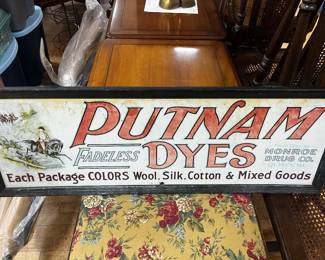 PUTNAM
FADELESS DYES
MONROE
DRUG CO.
Each Package COLORS Wool, Silk, Cotton & Mixed Goods